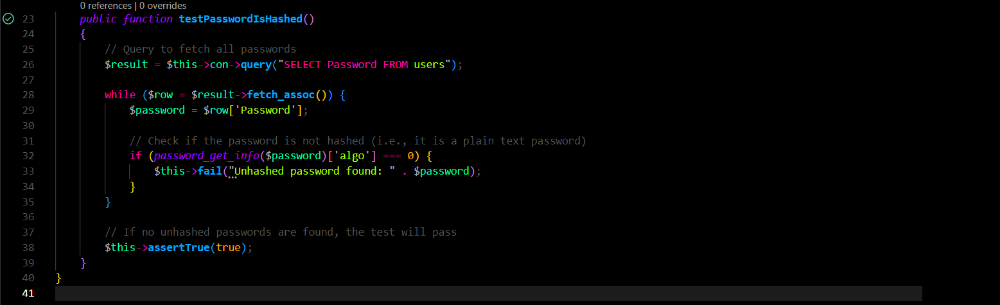 0 references | 0 overrides
23 public function testPasswordIsHashed()
24 {
25 // Query to fetch all passwords
26 $result = $this->con->query("SELECT Password FROM users");
27
28 while ($row = $result->fetch_assoc()) {
29 $password = $row['Password'];
30
31 // Check if the password is not hashed (i.e., it is a plain text password)
32 if (password_get_info($password)['algo'] === 0) {
33 $this->fail("Unhashed password found: " . $password);
34 }
35 }
36
37 // If no unhashed passwords are found, the test will pass
38 $this->assertTrue(true);
39 }
40 }
41